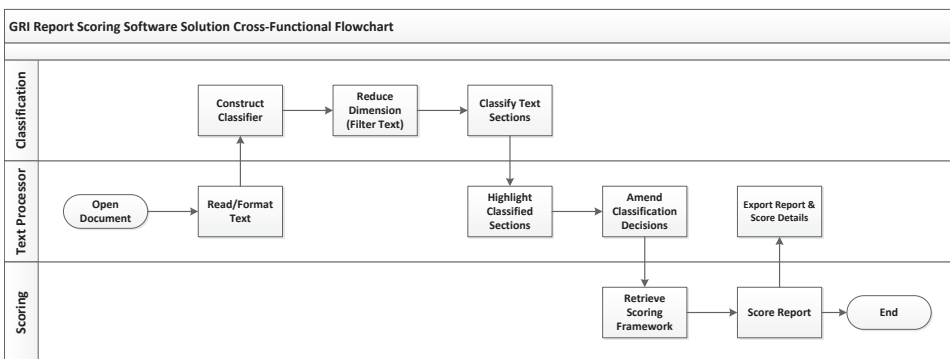 GRI Report Scoring Software Solution Cross-Functional Flowchart
Classification
Construct
Classifier
Reduce
Dimension
(Filter Text)
Classify Text
Sections
Text Processor
Open
Document
Read/Format
Text
Highlight
Classified
Sections
Amend
Classification
Decisions
Export Report &
Score Details
Scoring
Retrieve
Scoring
Framework
Score Report
End